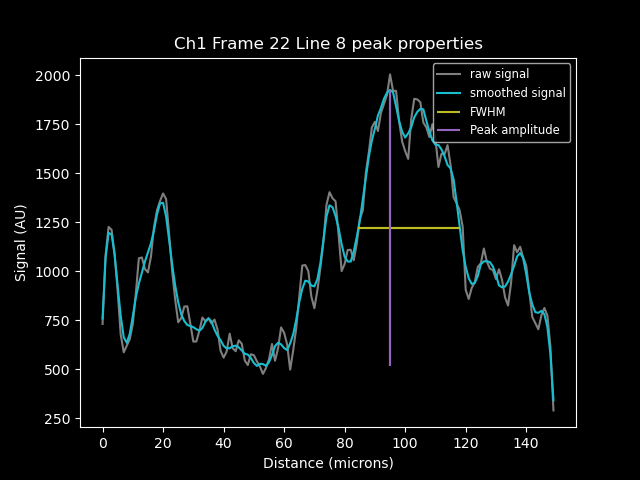 Ch1 Frame 22 Line 8 peak properties
raw signal
smoothed signal
FWHM
Peak amplitude
Signal (AU)
2000
1750
1500
1250
1000
750
500
250
0 20 40 60 80 100 120 140
Distance (microns)